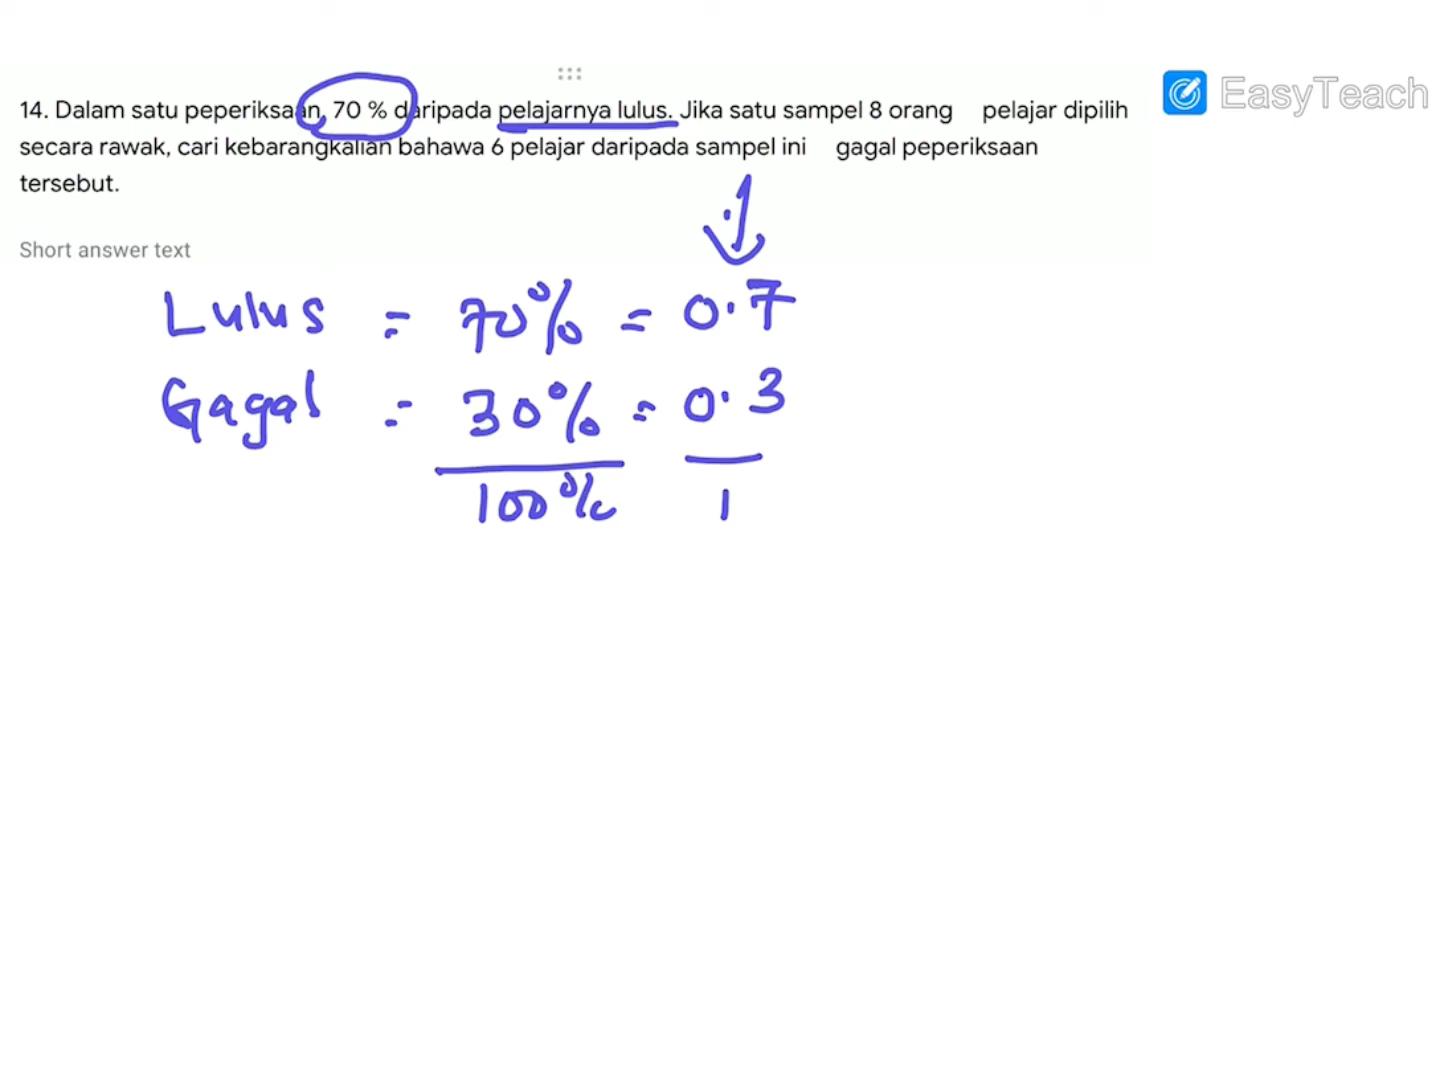 EasyTeach
14. Dalam satu peperiksaan, 70 % daripada pelajarnya lulus. Jika satu sampel 8 orang pelajar dipilih
secara rawak, cari kebarangkalian bahawa 6 pelajar daripada sampel ini gagal peperiksaan
tersebut.
Short answer text
Lulus = 70% = 0.7
Gagal = 30% = 0.3
100% 1